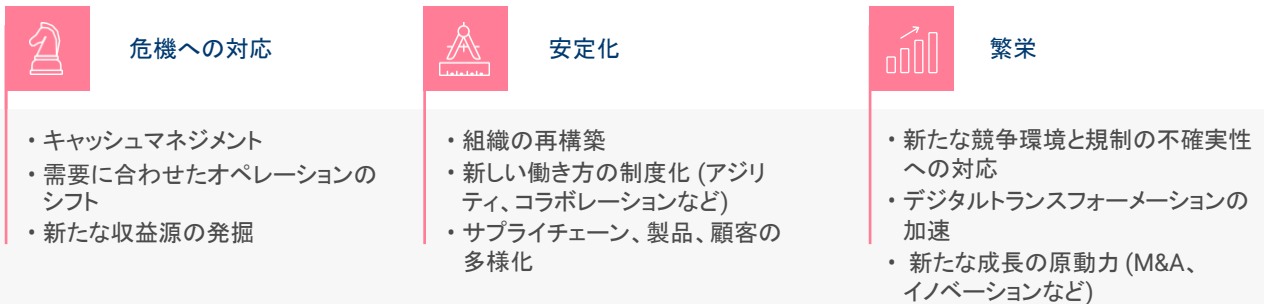 危機への対応
・キャッシュマネジメント
・需要に合わせたオペレーションの
シフト
・新たな収益源の発掘
安定化
・組織の再構築
・新しい働き方の制度化 (アジリ
ティ、コラボレーションなど)
・サプライチェーン、製品、顧客の
多様化
繁栄
・新たな競争環境と規制の不確実性
への対応
・デジタルトランスフォーメーションの
加速
・ 新たな成長の原動力 (M&A、
イノベーションなど)